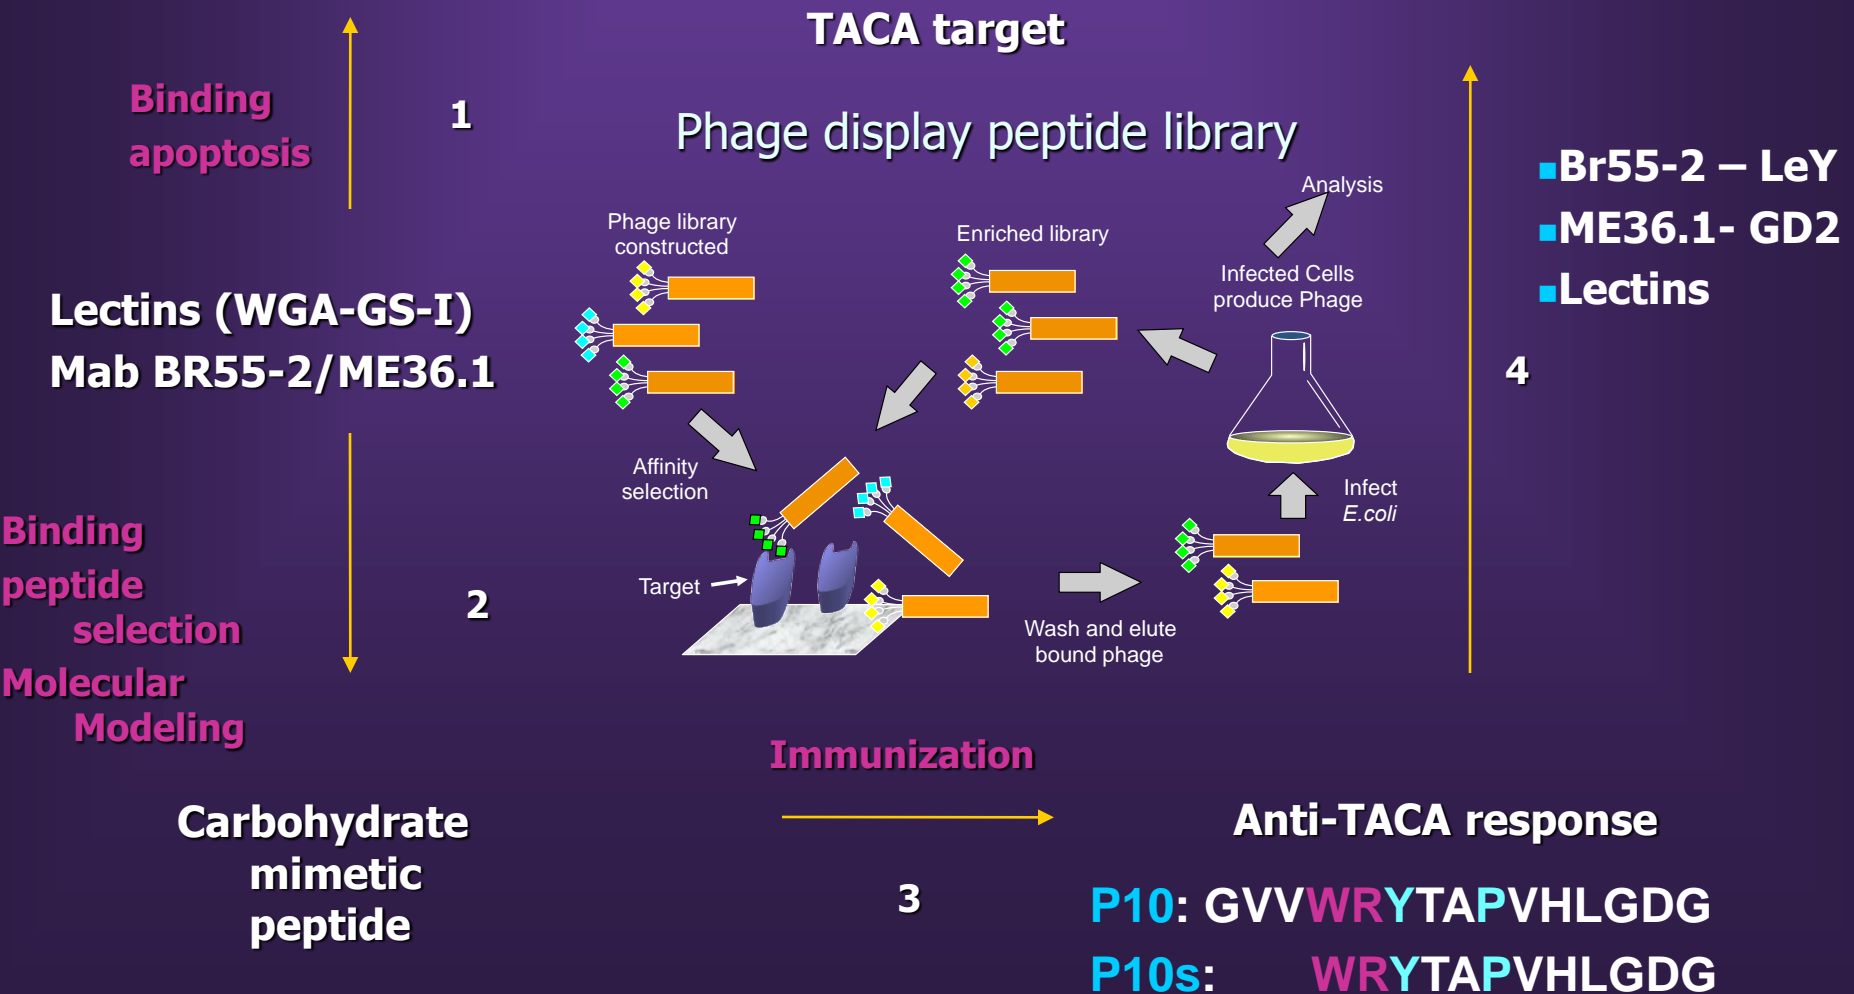 TACA target
Binding
apoptosis
1
Phage display peptide library
Analysis
Phage library
constructed
Enriched library
Infected Cells
produce Phage
■Br55-2 – LeY
■ME36.1- GD2
■Lectins
Lectins (WGA-GS-I)
Mab BR55-2/ME36.1
4
Affinity
selection
Infect
E.coli
Binding
peptide
selection
Molecular
Modeling
2
Target
Wash and elute
bound phage
Immunization
Carbohydrate
mimetic
peptide
3
Anti-TACA response
P10: GVVWRYTAPVHLGDG
P10s: WRYTAPVHLGDG